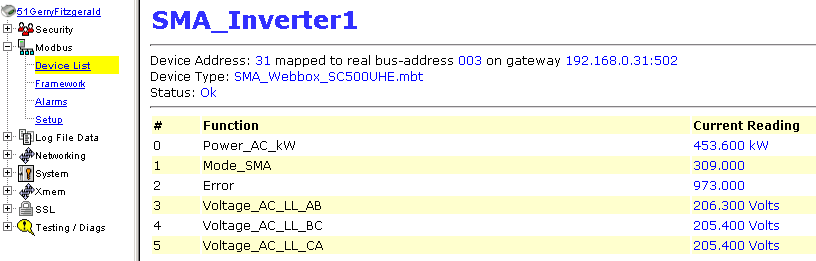 51GerryFitzgerald
Security
Modbus
Device List
Framework
Alarms
Setup
Log File Data
Networking
System
Xmem
SSL
Testing / Diags
SMA_Inverter1
Device Address: 31 mapped to real bus-address 003 on gateway 192.168.0.31:502
Device Type: SMA_Webbox_SC500UHE.mbt
Status: Ok
# Function Current Reading
0 Power_AC_kW 453.600 kW
1 Mode_SMA 309.000
2 Error 973.000
3 Voltage_AC_LL_AB 206.300 Volts
4 Voltage_AC_LL_BC 205.400 Volts
5 Voltage_AC_LL_CA 205.400 Volts